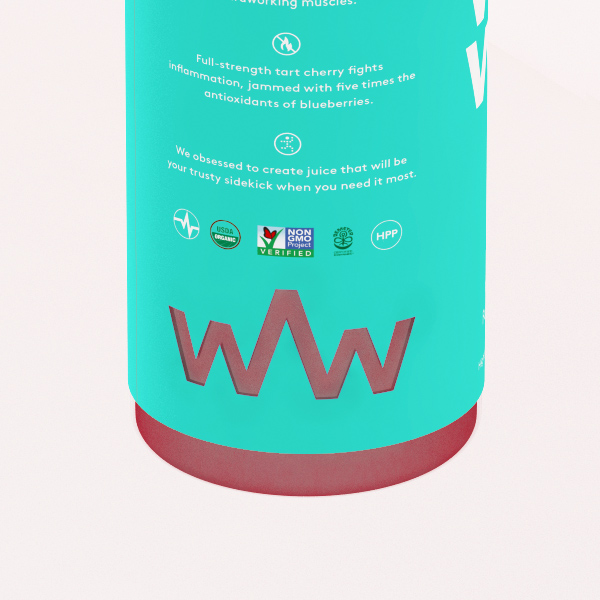 working muscles.
Full-strength tart cherry fights
inflammation, jammed with five times the
antioxidants of blueberries.
We obsessed to create juice that will be
your trusty sidekick when you need it most.
USDA
ORGANIC
NON
GMO
Project
VERIFIED
HPP
WW